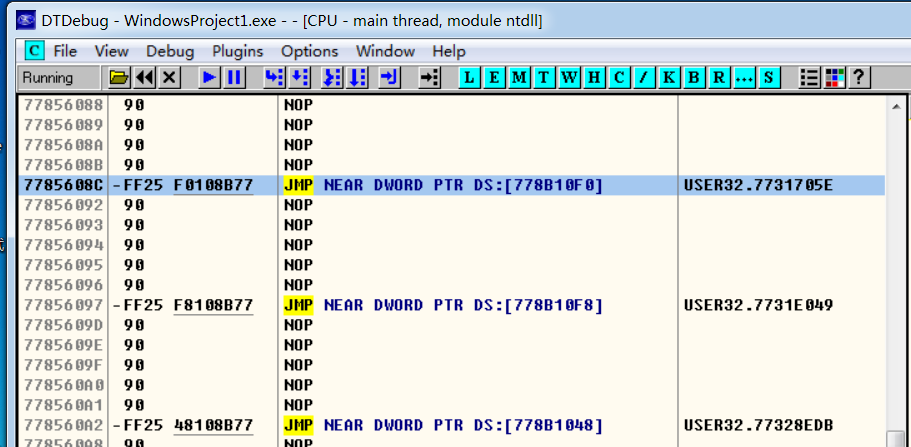 DTDebug - WindowsProject1.exe - - [CPU - main thread, module ntdll]
C File View Debug Plugins Options Window Help
Running L E M T W H C / K B R ... S ?
77856088 90 NOP
77856089 90 NOP
7785608A 90 NOP
7785608B 90 NOP
7785608C -FF25 F0108B77 JMP NEAR DWORD PTR DS:[778B10F0] USER32.7731705E
77856092 90 NOP
77856093 90 NOP
77856094 90 NOP
77856095 90 NOP
77856096 90 NOP
77856097 -FF25 F8108B77 JMP NEAR DWORD PTR DS:[778B10F8] USER32.7731E049
7785609D 90 NOP
7785609E 90 NOP
7785609F 90 NOP
778560A0 90 NOP
778560A1 90 NOP
778560A2 -FF25 48108B77 JMP NEAR DWORD PTR DS:[778B1048] USER32.77328EDB
778560A8 90 NOP